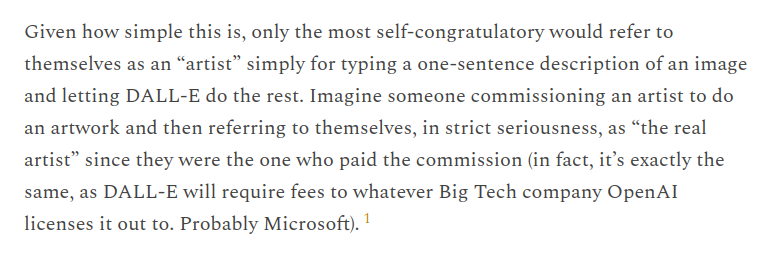 Given how simple this is, only the most self-congratulatory would refer to
themselves as an “artist” simply for typing a one-sentence description of an image
and letting DALL-E do the rest. Imagine someone commissioning an artist to do
an artwork and then referring to themselves, in strict seriousness, as “the real
artist” since they were the one who paid the commission (in fact, it’s exactly the
same, as DALL-E will require fees to whatever Big Tech company OpenAI
licenses it out to. Probably Microsoft). 1